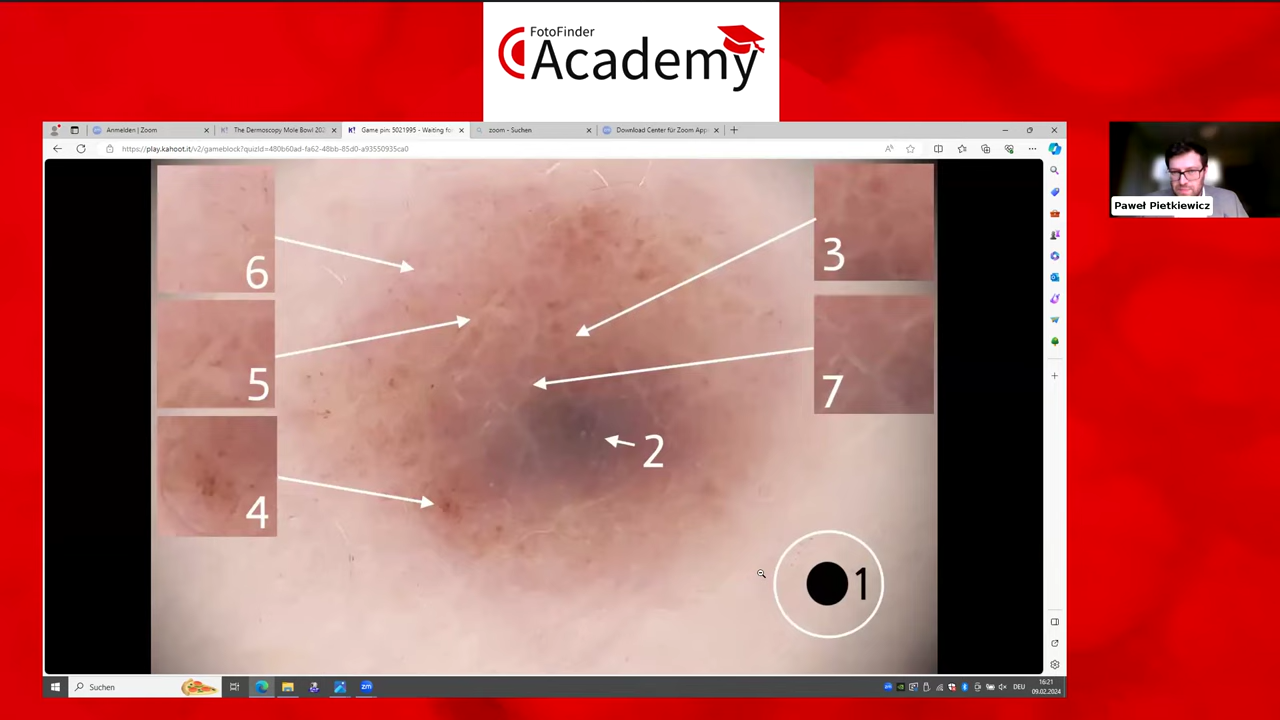 FotoFinder
Academy
Anmelden | Zoom
The Dermoscopy Mole Bowl 202
Game pin: 5021995 - Waiting fo
zoom - Suchen
Download Center für Zoom App
https://play.kahoot.it/v2/gameblock?quizId=480b60ad-fa62-48bb-85d0-a935550935ca0
6
3
5
7
2
4
1
Paweł Pietkiewicz
Suchen
zm
DEU
16:21
09.02.2024